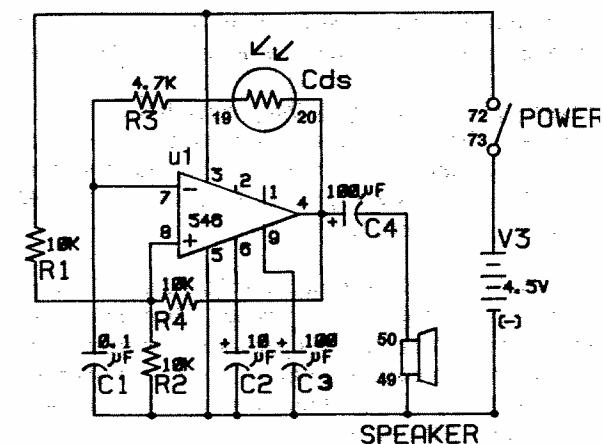 Cds
4.7K
R3
19
20
72
73
POWER
u1
3
2
1
7
546
4
100µF
+
C4
8
5
6
9
V3
4.5V
(-)
10K
R1
10K
R4
50
49
0.1
µF
C1
10K
R2
+
10
µF
C2
+
100
µF
C3
SPEAKER